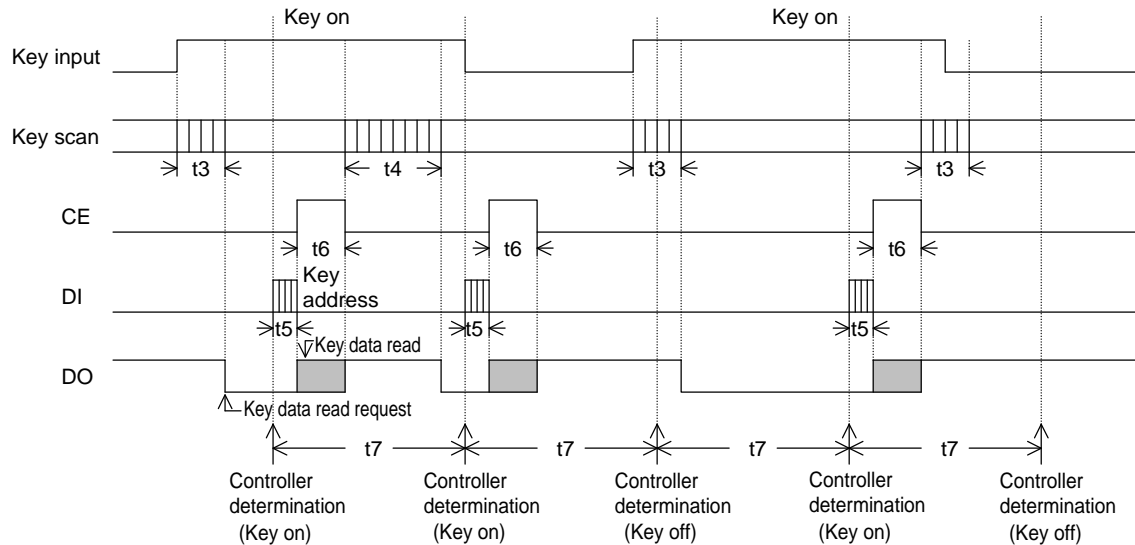 Key on
Key on
Key input
Key scan
t3
t4
t3
t3
CE
t6
t6
t6
Key
address
DI
t5
t5
t5
Key data read
DO
Key data read request
t7
t7
t7
t7
Controller
determination
(Key on)
Controller
determination
(Key on)
Controller
determination
(Key off)
Controller
determination
(Key on)
Controller
determination
(Key off)